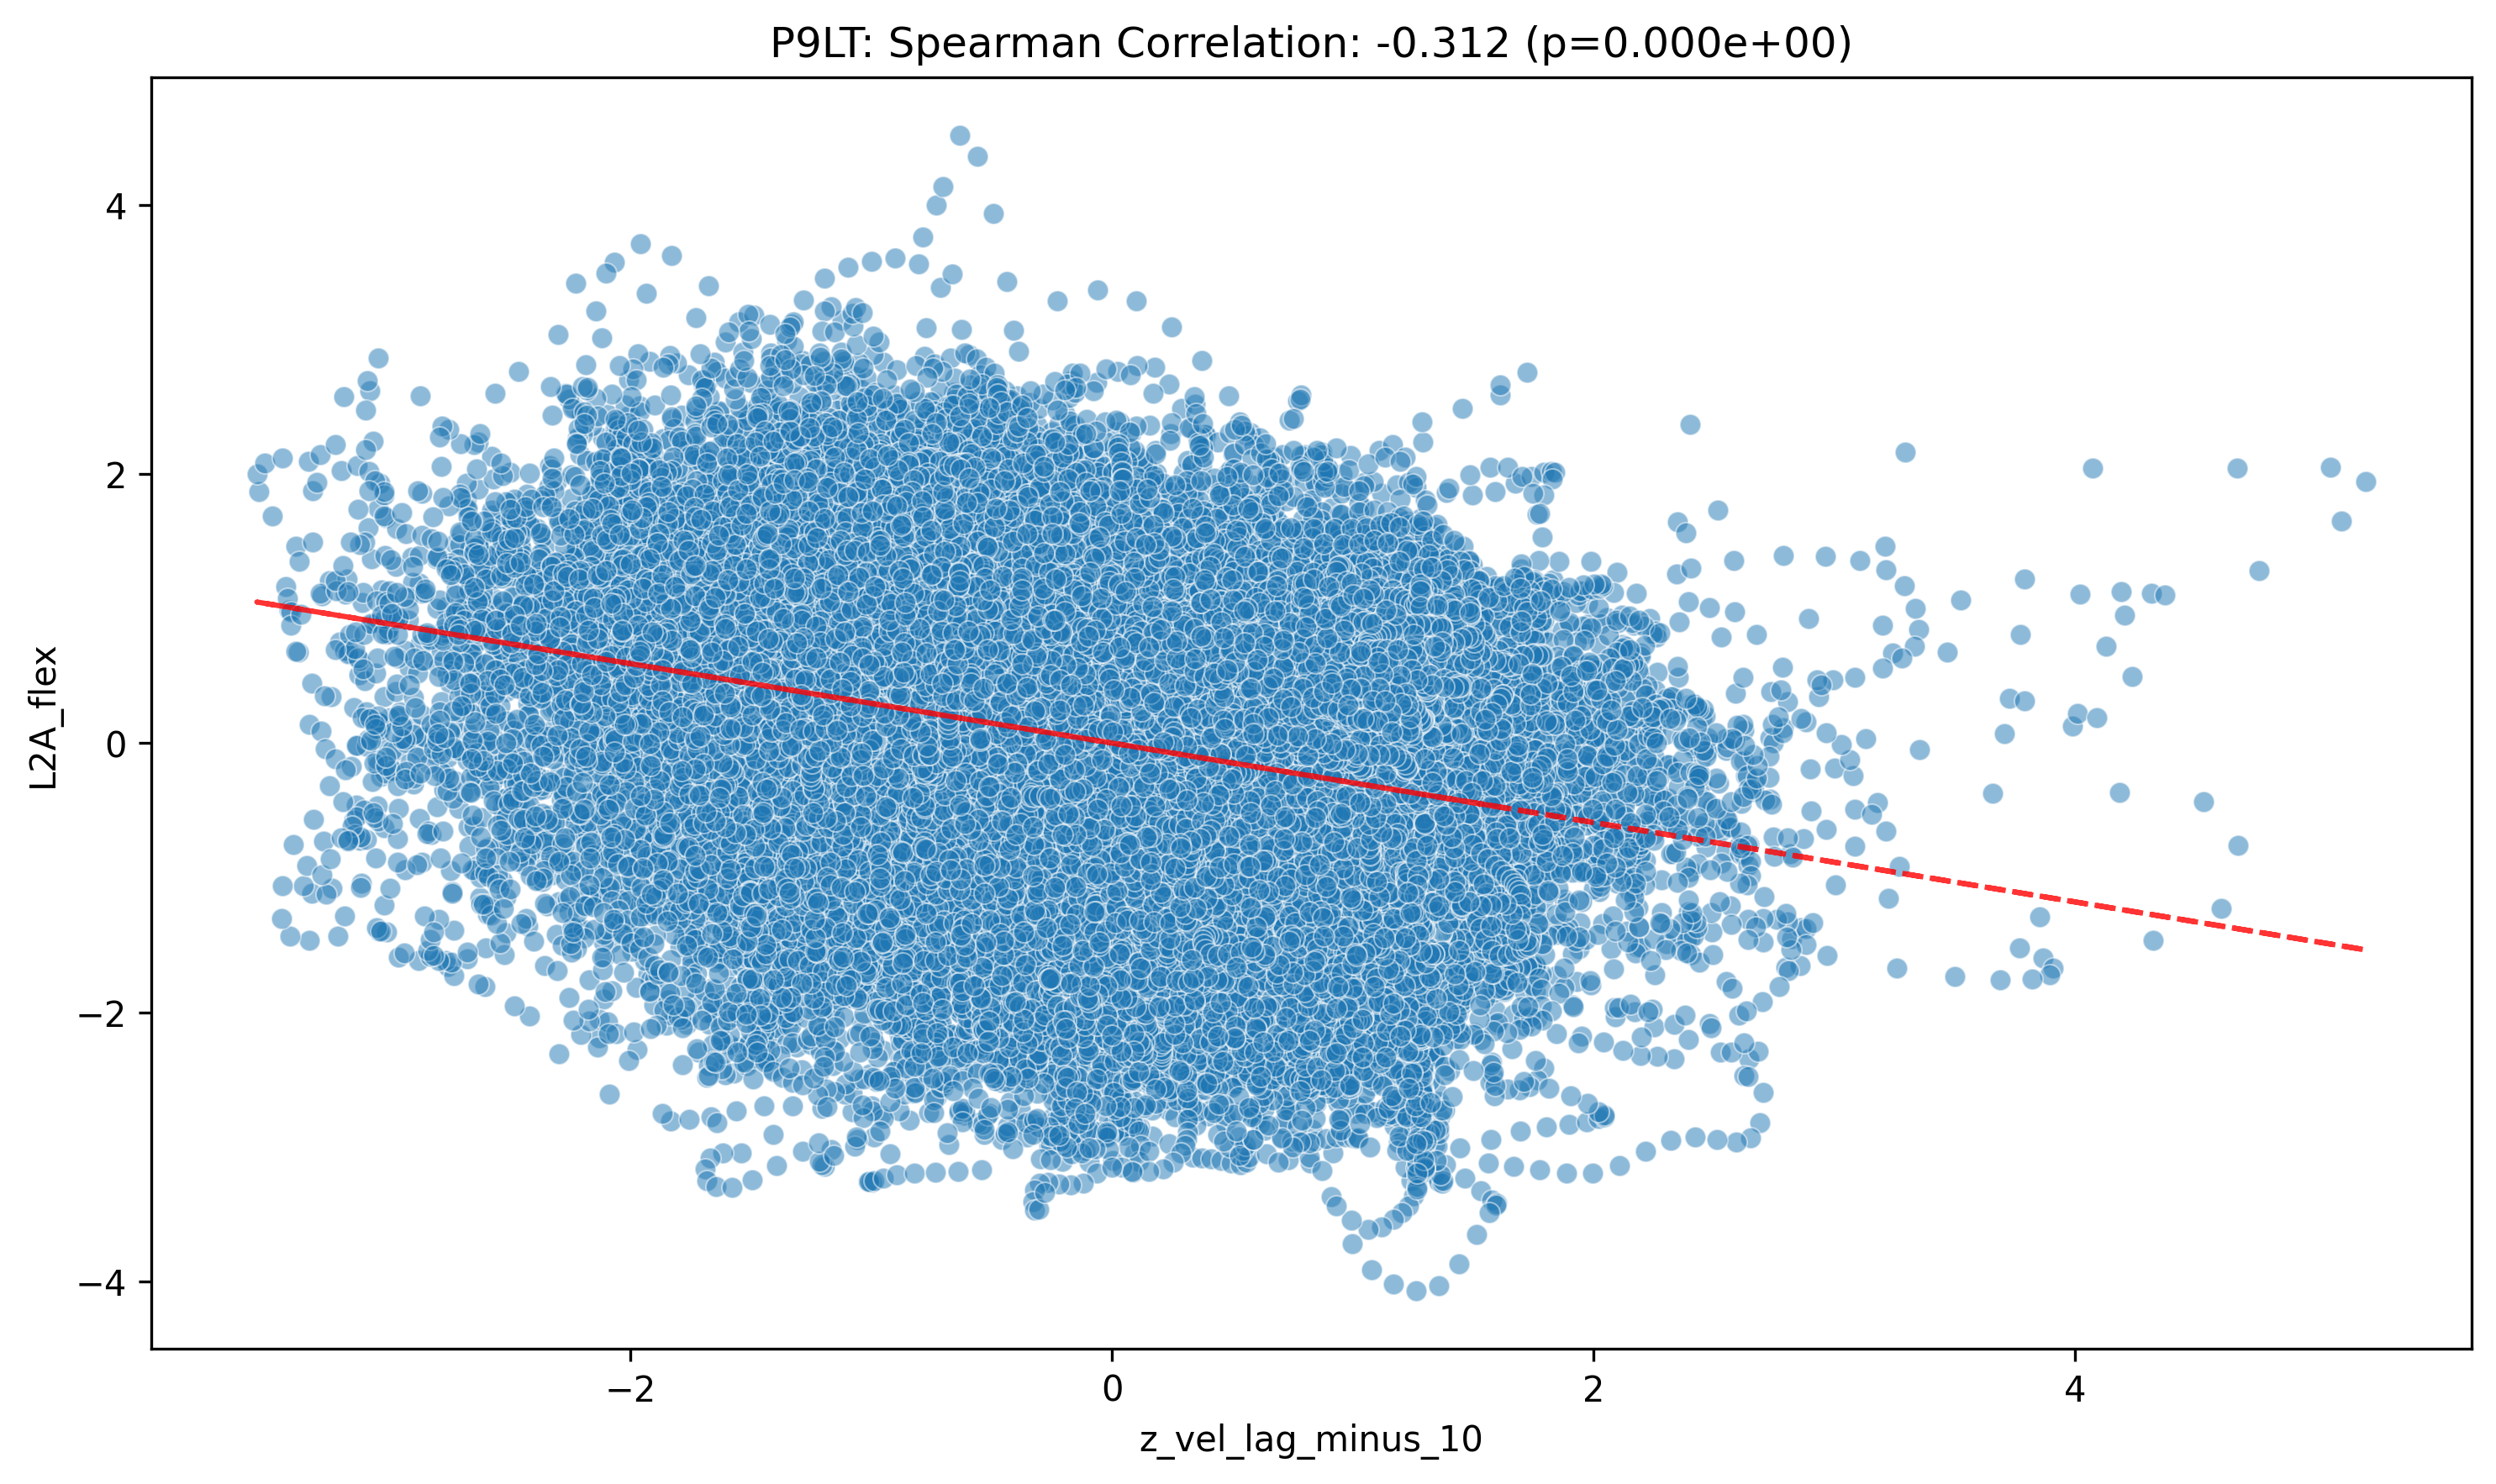 P9LT: Spearman Correlation: -0.312 (p=0.000e+00)
4
2
0
−2
−4
L2A_flex
−2 0 2 4
z_vel_lag_minus_10